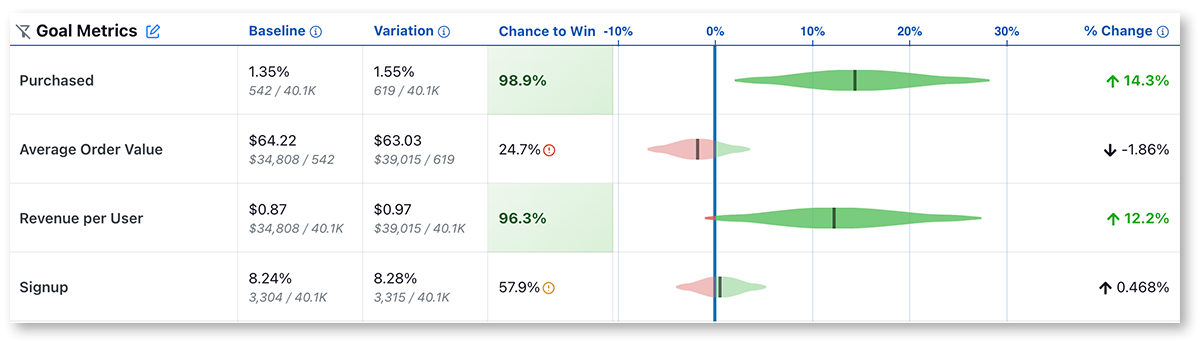 Goal Metrics Baseline Variation Chance to Win -10% 0% 10% 20% 30% % Change
Purchased 1.35% 1.55% 98.9% 14.3%
542 / 40.1K 619 / 40.1K
Average Order Value $64.22 $63.03 24.7% -1.86%
$34,808 / 542 $39,015 / 619
Revenue per User $0.87 $0.97 96.3% 12.2%
$34,808 / 40.1K $39,015 / 40.1K
Signup 8.24% 8.28% 57.9% 0.468%
3,304 / 40.1K 3,315 / 40.1K